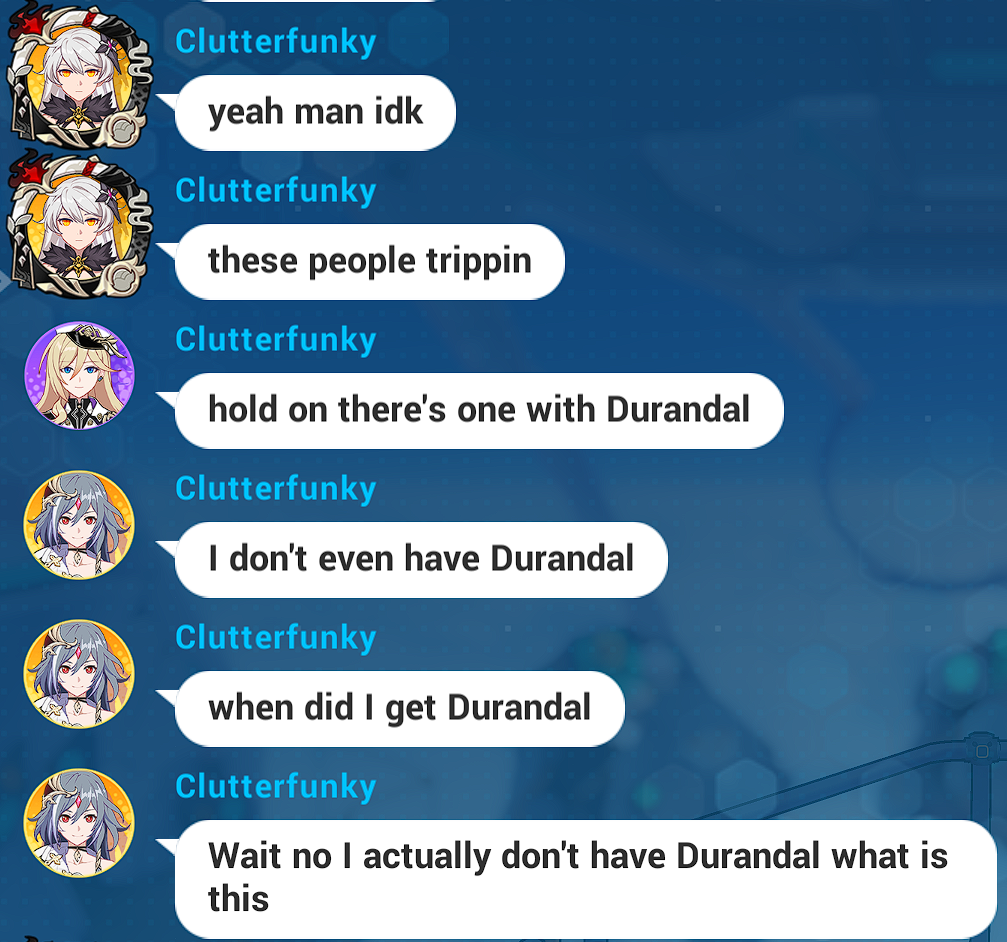 Clutterfunky
yeah man idk
Clutterfunky
these people trippin
Clutterfunky
hold on there's one with Durandal
Clutterfunky
I don't even have Durandal
Clutterfunky
when did I get Durandal
Clutterfunky
Wait no I actually don't have Durandal what is
this